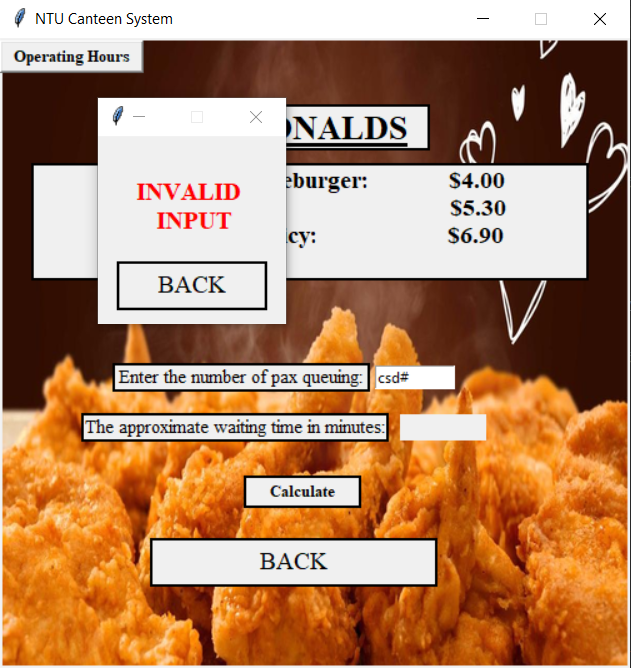 NTU Canteen System
Operating Hours
DONALDS
eburger: $4.00
$5.30
cy: $6.90
INVALID
INPUT
BACK
Enter the number of pax queuing: csd#
The approximate waiting time in minutes:
Calculate
BACK